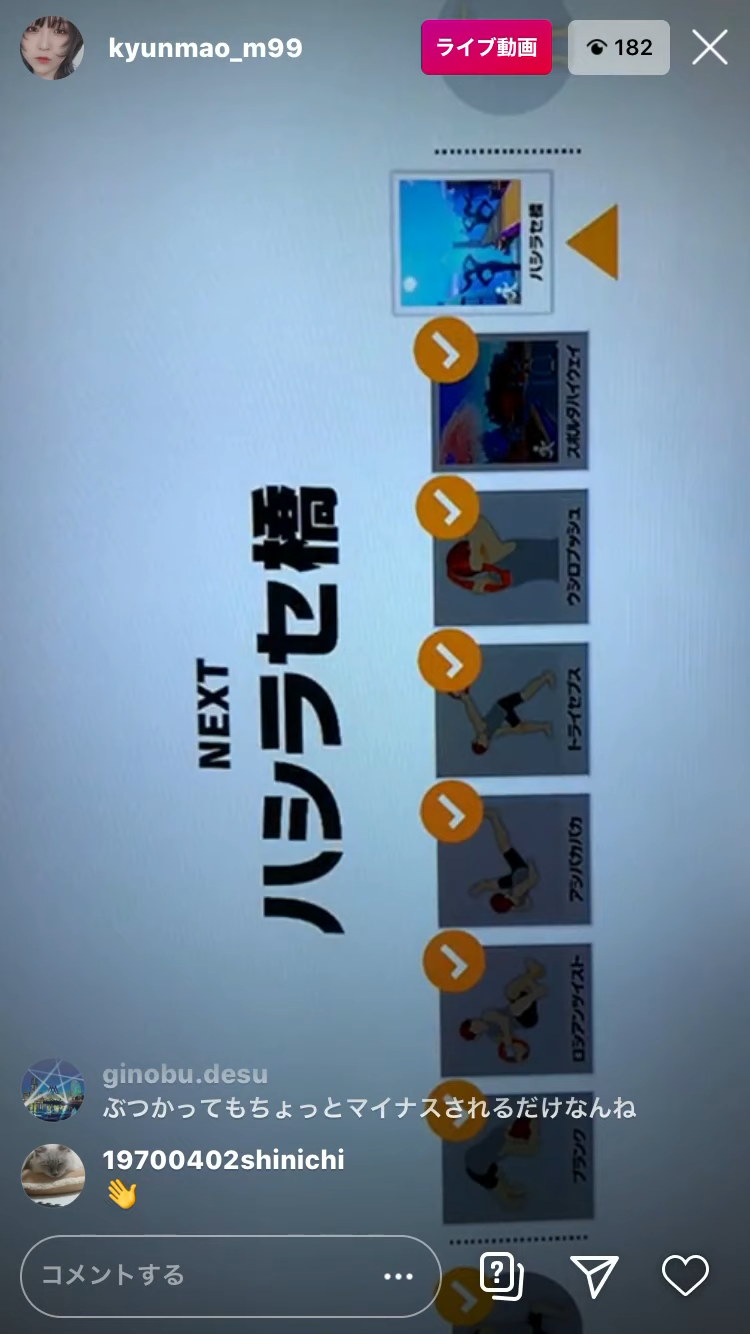 kyunmao_m99
ライブ動画
182
NEXT
ハシラセ橋
ハシラセ橋
スポルタハイウェイ
ウシロプッシュ
トライセプス
アシパカパカ
ロシアンツイスト
プランク
ginobu.desu
ぶつかってもちょっとマイナスされるだけなんね
19700402shinichi
👋
コメントする